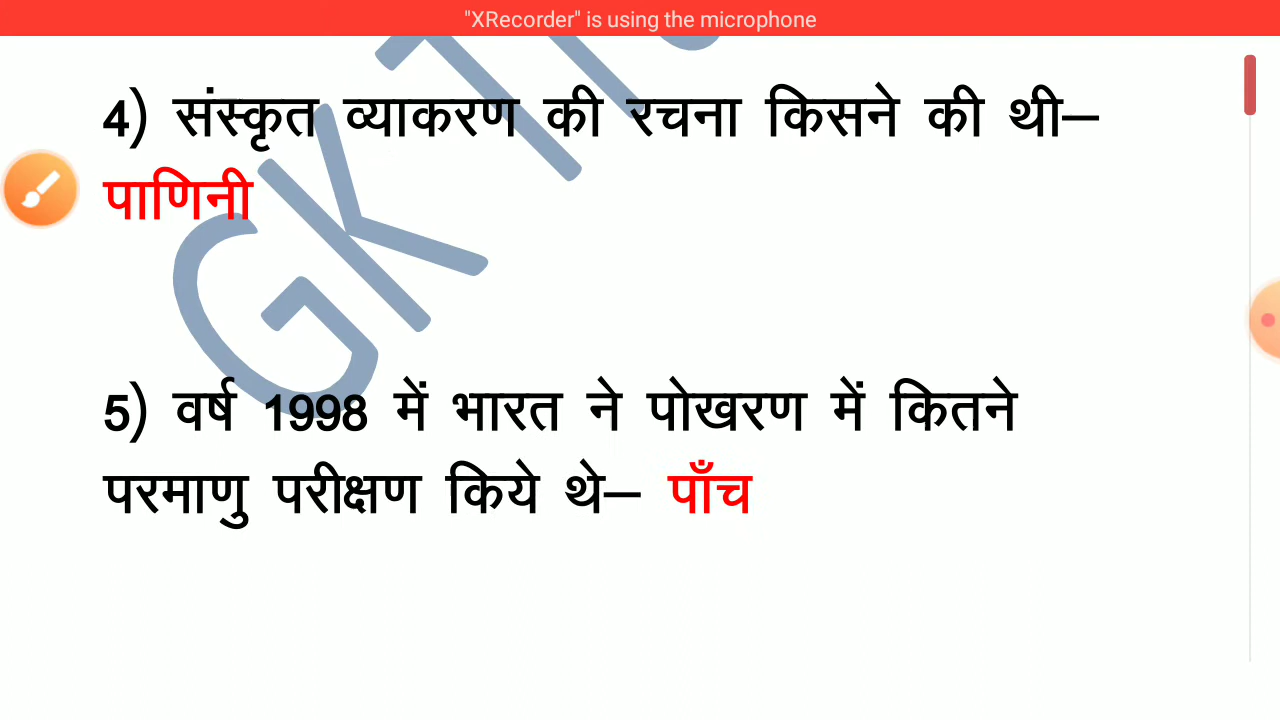 "XRecorder" is using the microphone
4) संस्कृत व्याकरण की रचना किसने की थी–
पाणिनी
5) वर्ष 1998 में भारत ने पोखरण में कितने
परमाणु परीक्षण किये थे– पाँच
GK